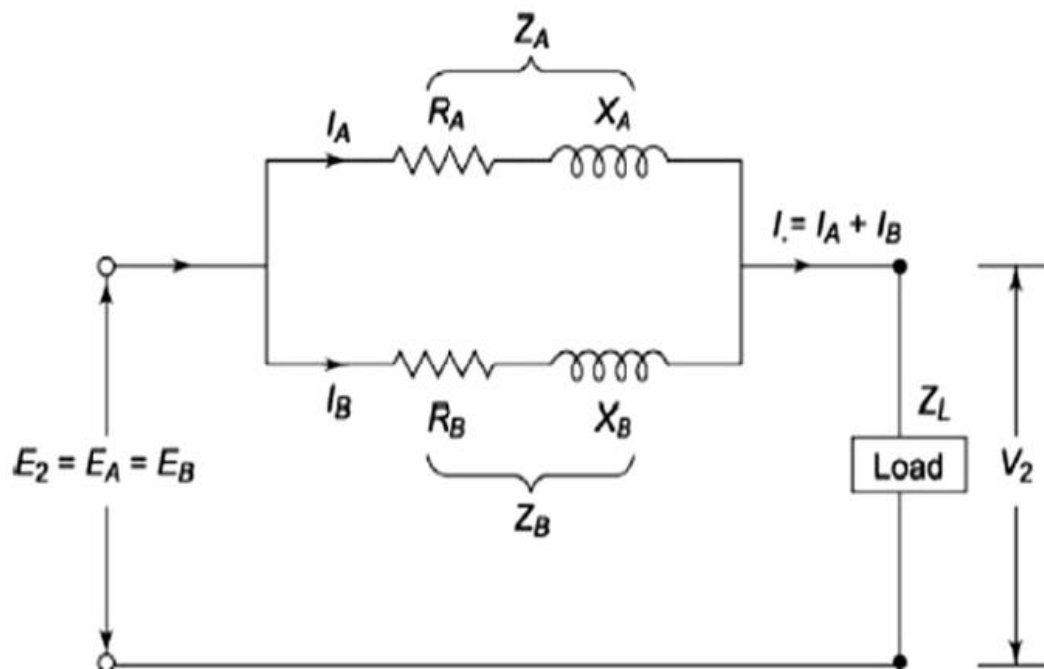 Z_A
R_A X_A
I_A
I. = I_A + I_B
I_B
R_B X_B
Z_L
E_2 = E_A = E_B
Load
V_2
Z_B